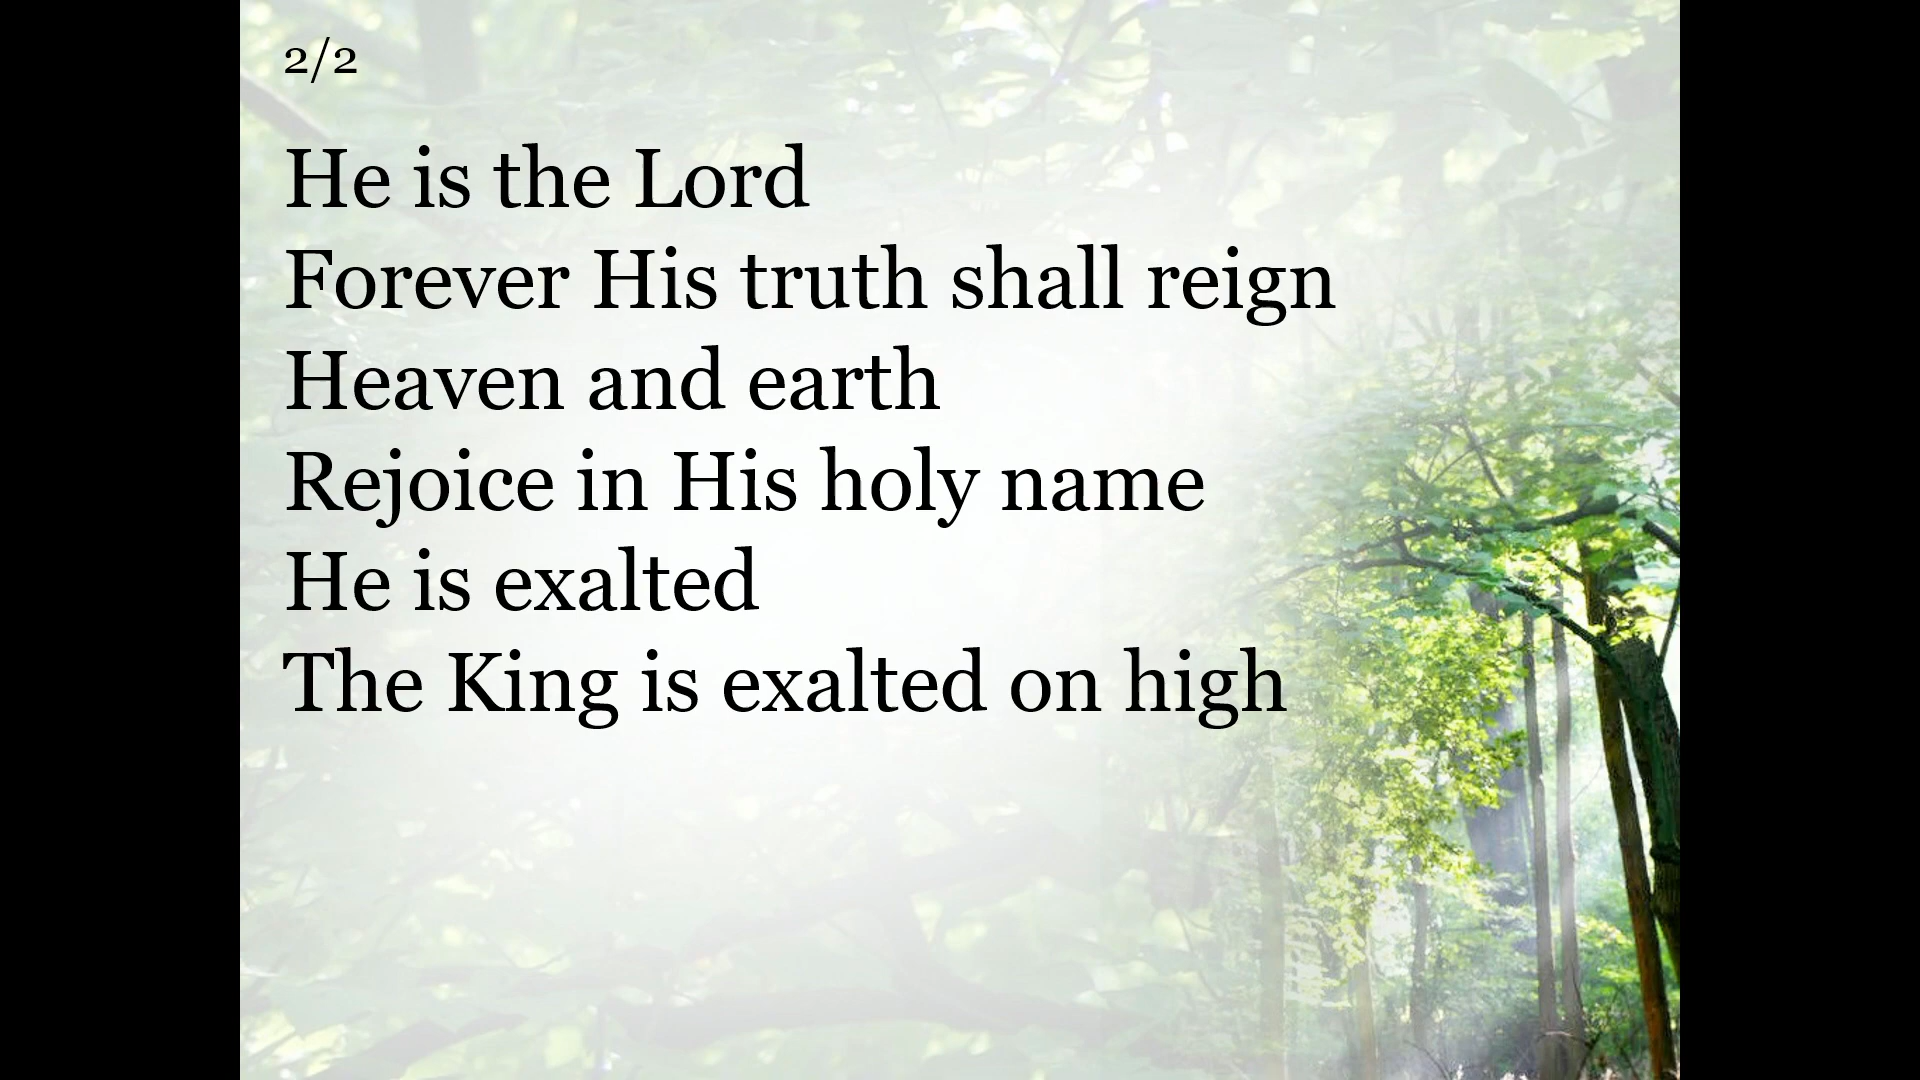 2/2
He is the Lord
Forever His truth shall reign
Heaven and earth
Rejoice in His holy name
He is exalted
The King is exalted on high